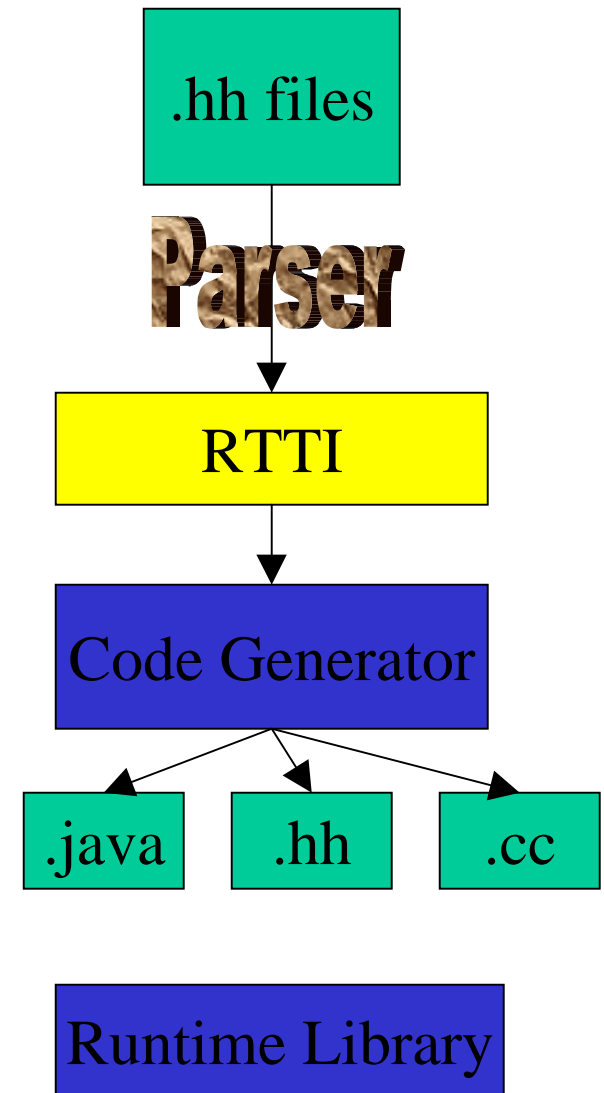 .hh files
Parser
RTTI
Code Generator
.java .hh .cc
Runtime Library